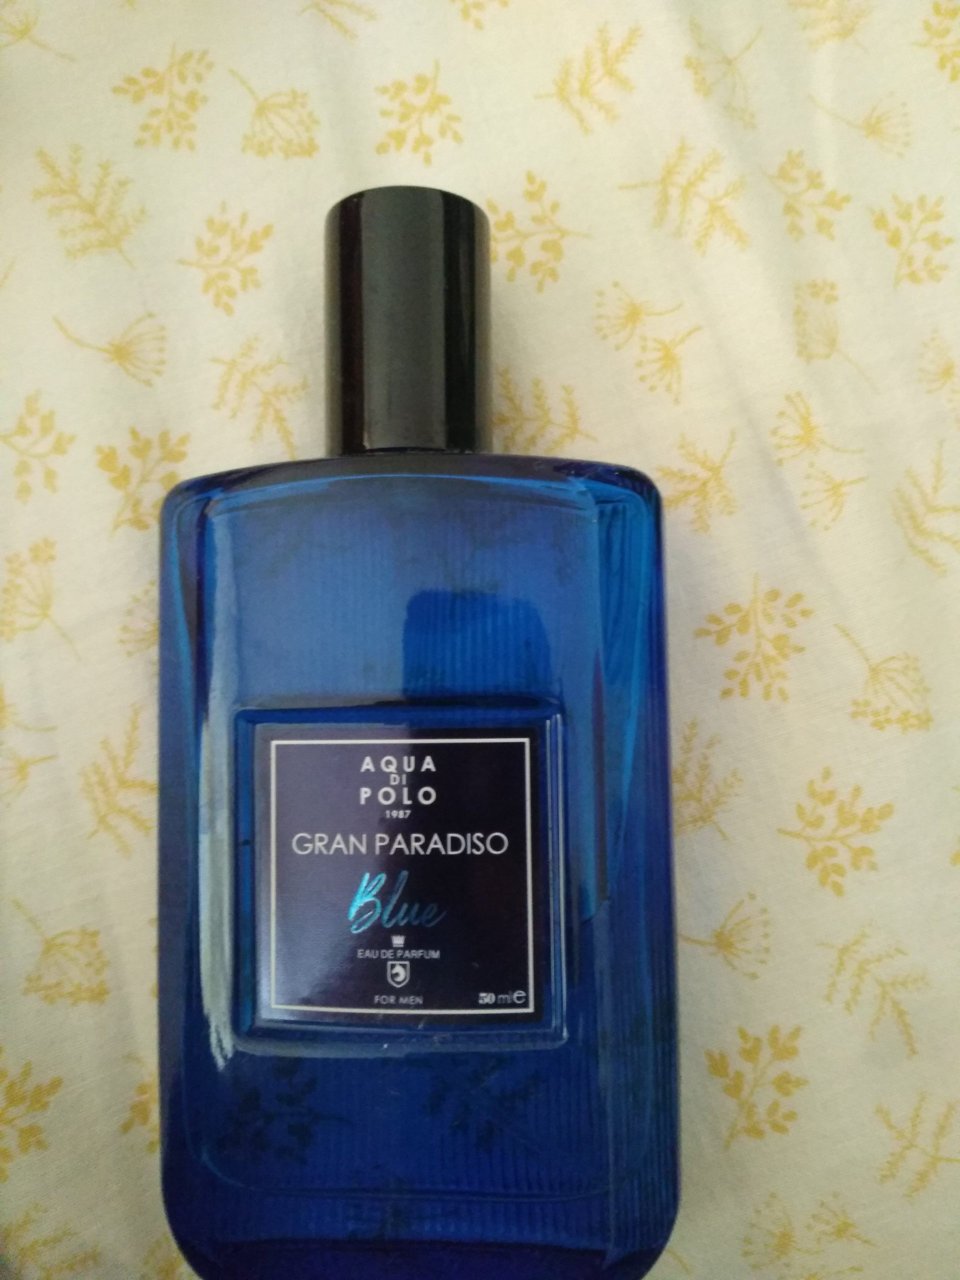 AQUA
DI
POLO
1987
GRAN PARADISO
Blue
EAU DE PARFUM
FOR MEN
50 ml e